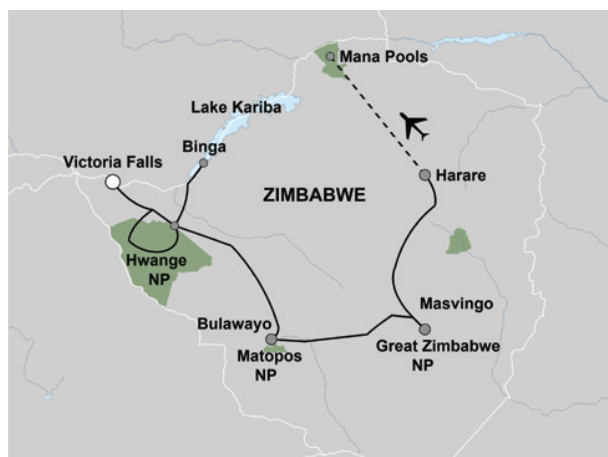 Mana Pools
Lake Kariba
Binga
Victoria Falls
Harare
ZIMBABWE
Hwange
NP
Masvingo
Bulawayo
Great Zimbabwe
NP
Matopos
NP